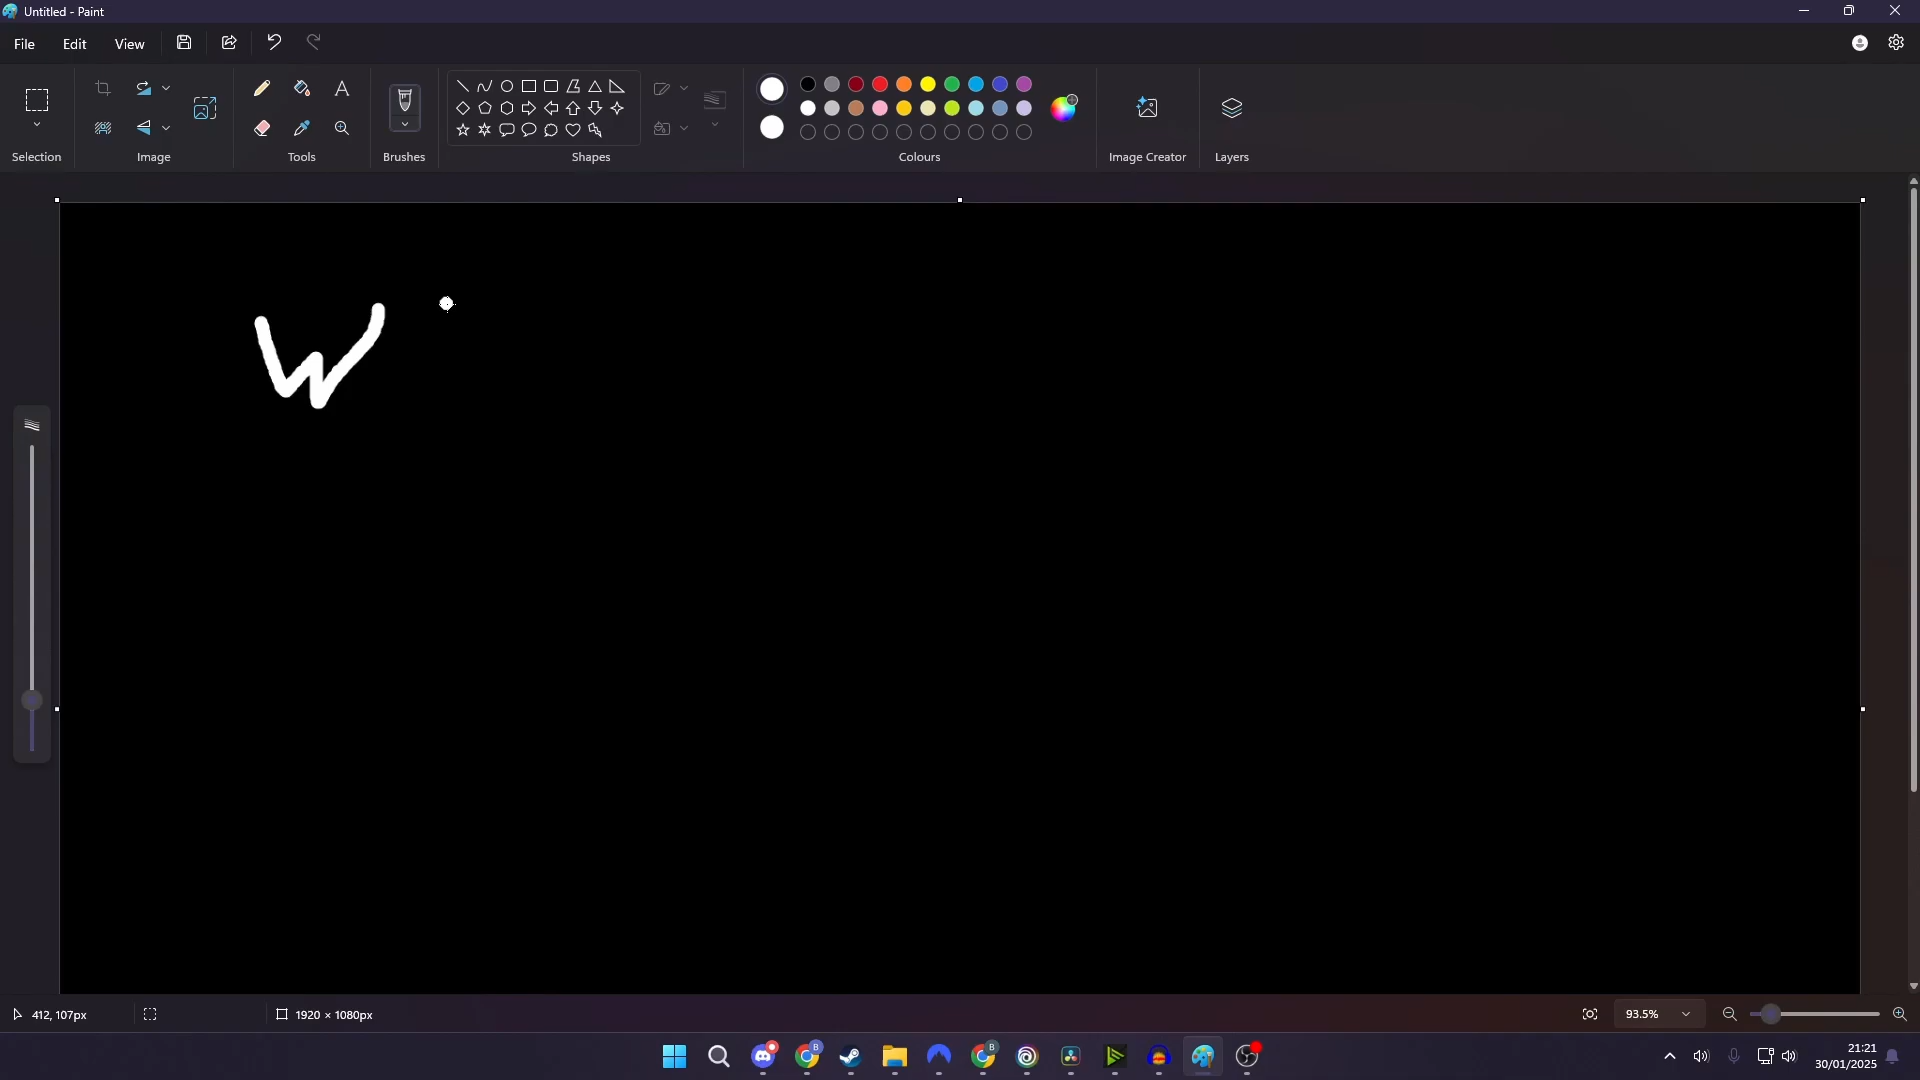 Untitled - Paint
File Edit View
Selection Image Tools Brushes Shapes Colours Image Creator Layers
W
412, 107px 1920 × 1080px 93.5%
B B 21:21
30/01/2025